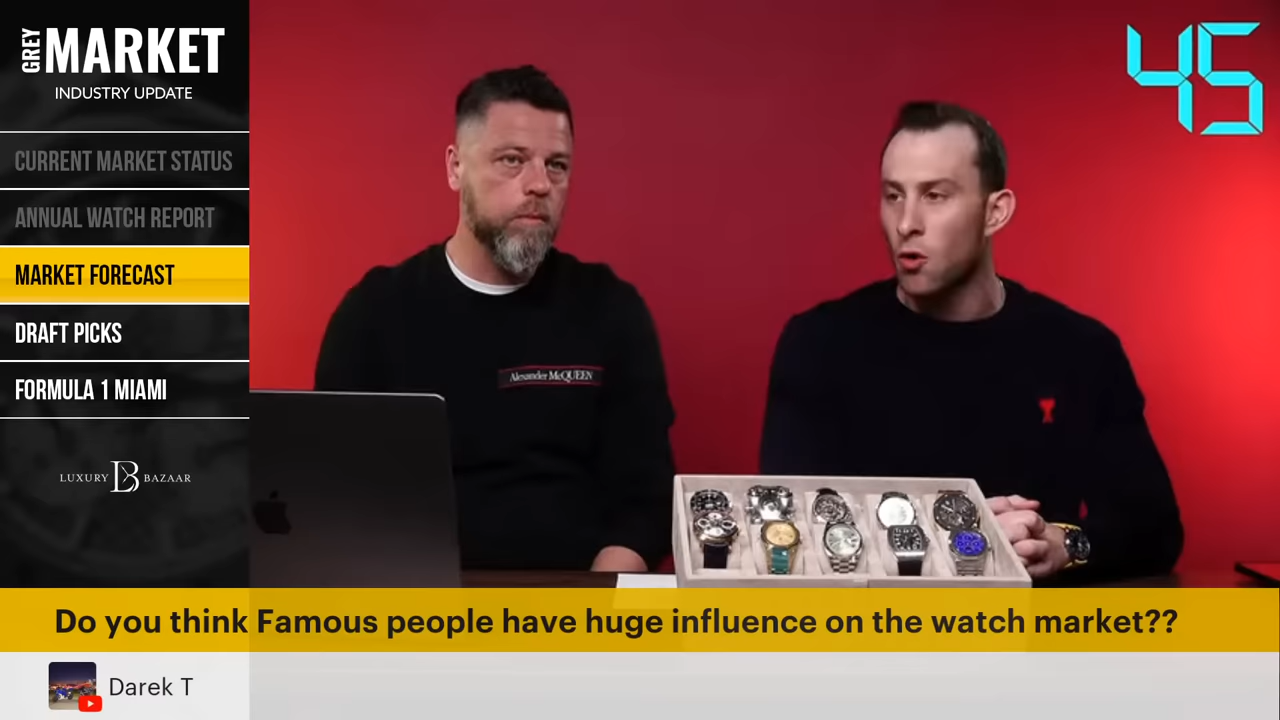 GREY
MARKET
INDUSTRY UPDATE
CURRENT MARKET STATUS
ANNUAL WATCH REPORT
MARKET FORECAST
DRAFT PICKS
FORMULA 1 MIAMI
LUXURY B BAZAAR
45
Alexander McQUEEN
Do you think Famous people have huge influence on the watch market??
Darek T